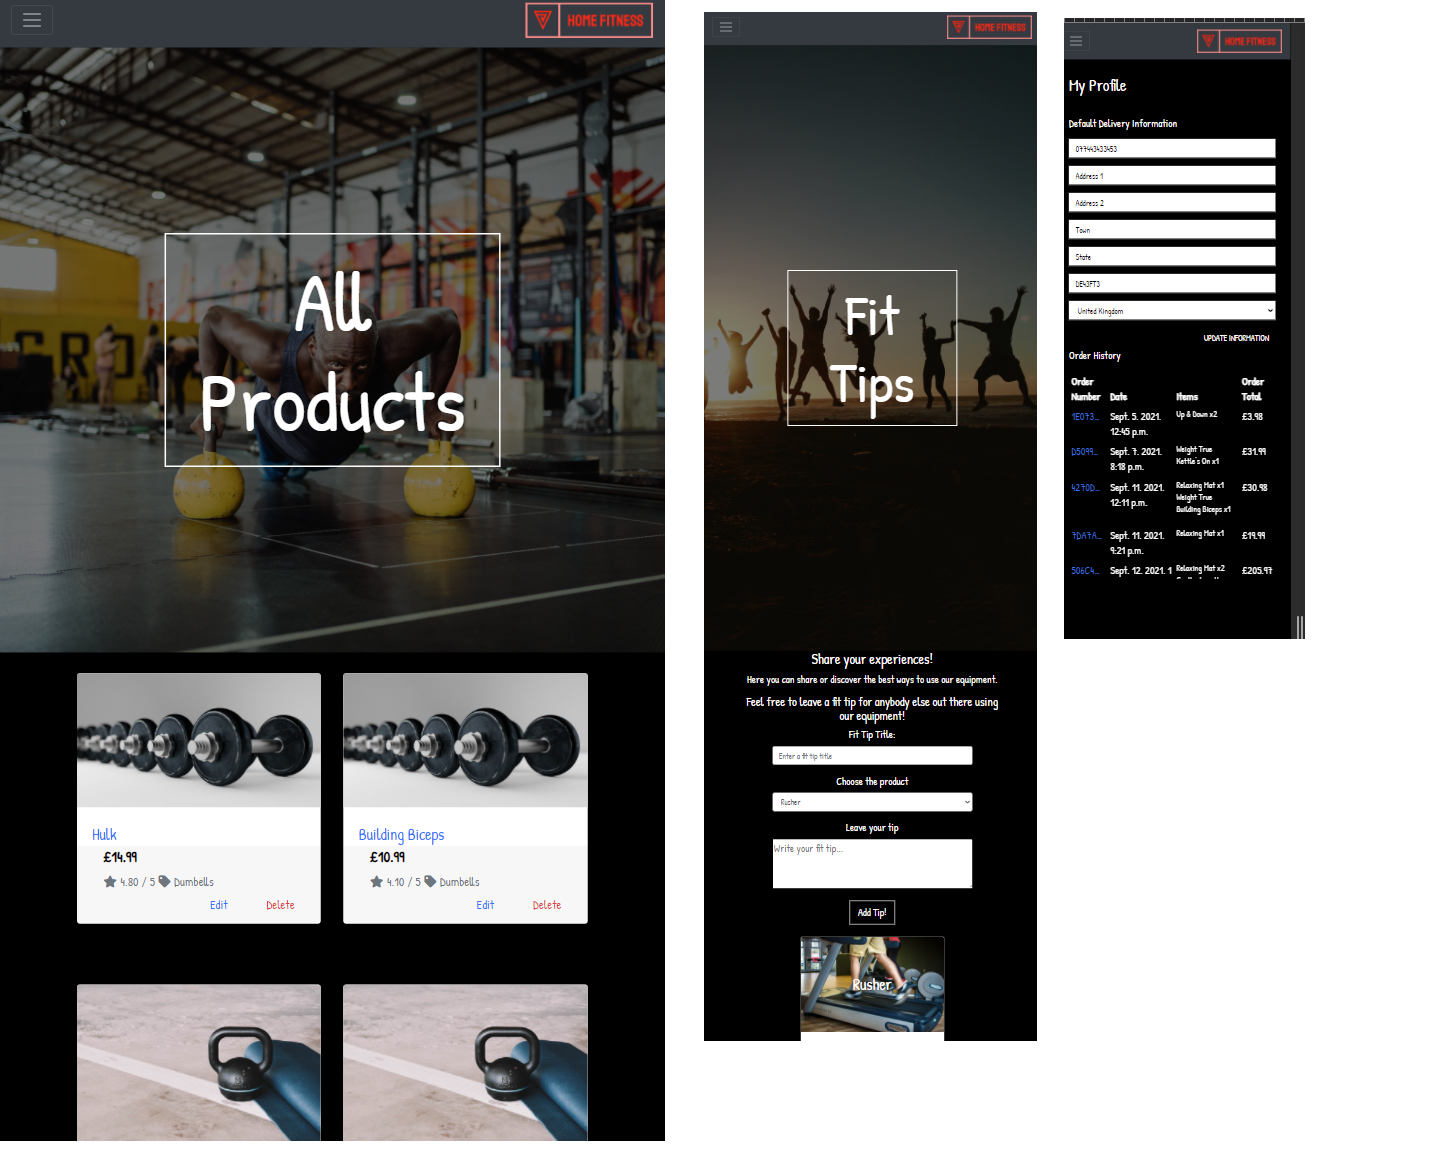 HOME FITNESS
All
Products
Hulk
£14.99
4.80 / 5 Dumbells
Edit Delete
Building Biceps
£10.99
4.10 / 5 Dumbells
Edit Delete
HOME FITNESS
Fit
Tips
Share your experiences!
Here you can share or discover the best ways to use our equipment.
Feel free to leave a fit tip for anybody else out there using
our equipment!
Fit Tip Title:
Enter a fit tip title
Choose the product
Rusher
Leave your tip
Write your fit tip...
Add Tip!
Rusher
HOME FITNESS
My Profile
Default Delivery Information
077443433453
Address 1
Address 2
Town
State
DE43FT3
United Kingdom
UPDATE INFORMATION
Order History
Order
Number Date Items Order
Total
1E073... Sept. 5, 2021, Up & Down x2 £3.98
12:45 p.m.
D5099... Sept. 7, 2021, Weight True £31.99
8:18 p.m. Kettle's On x1
4270D... Sept. 11, 2021, Relaxing Mat x1 £30.98
12:11 p.m. Weight True
Building Biceps x1
7DA7A... Sept. 11, 2021, Relaxing Mat x1 £19.99
9:21 p.m.
506C4... Sept. 12, 2021, 1 Relaxing Mat x2 £205.97